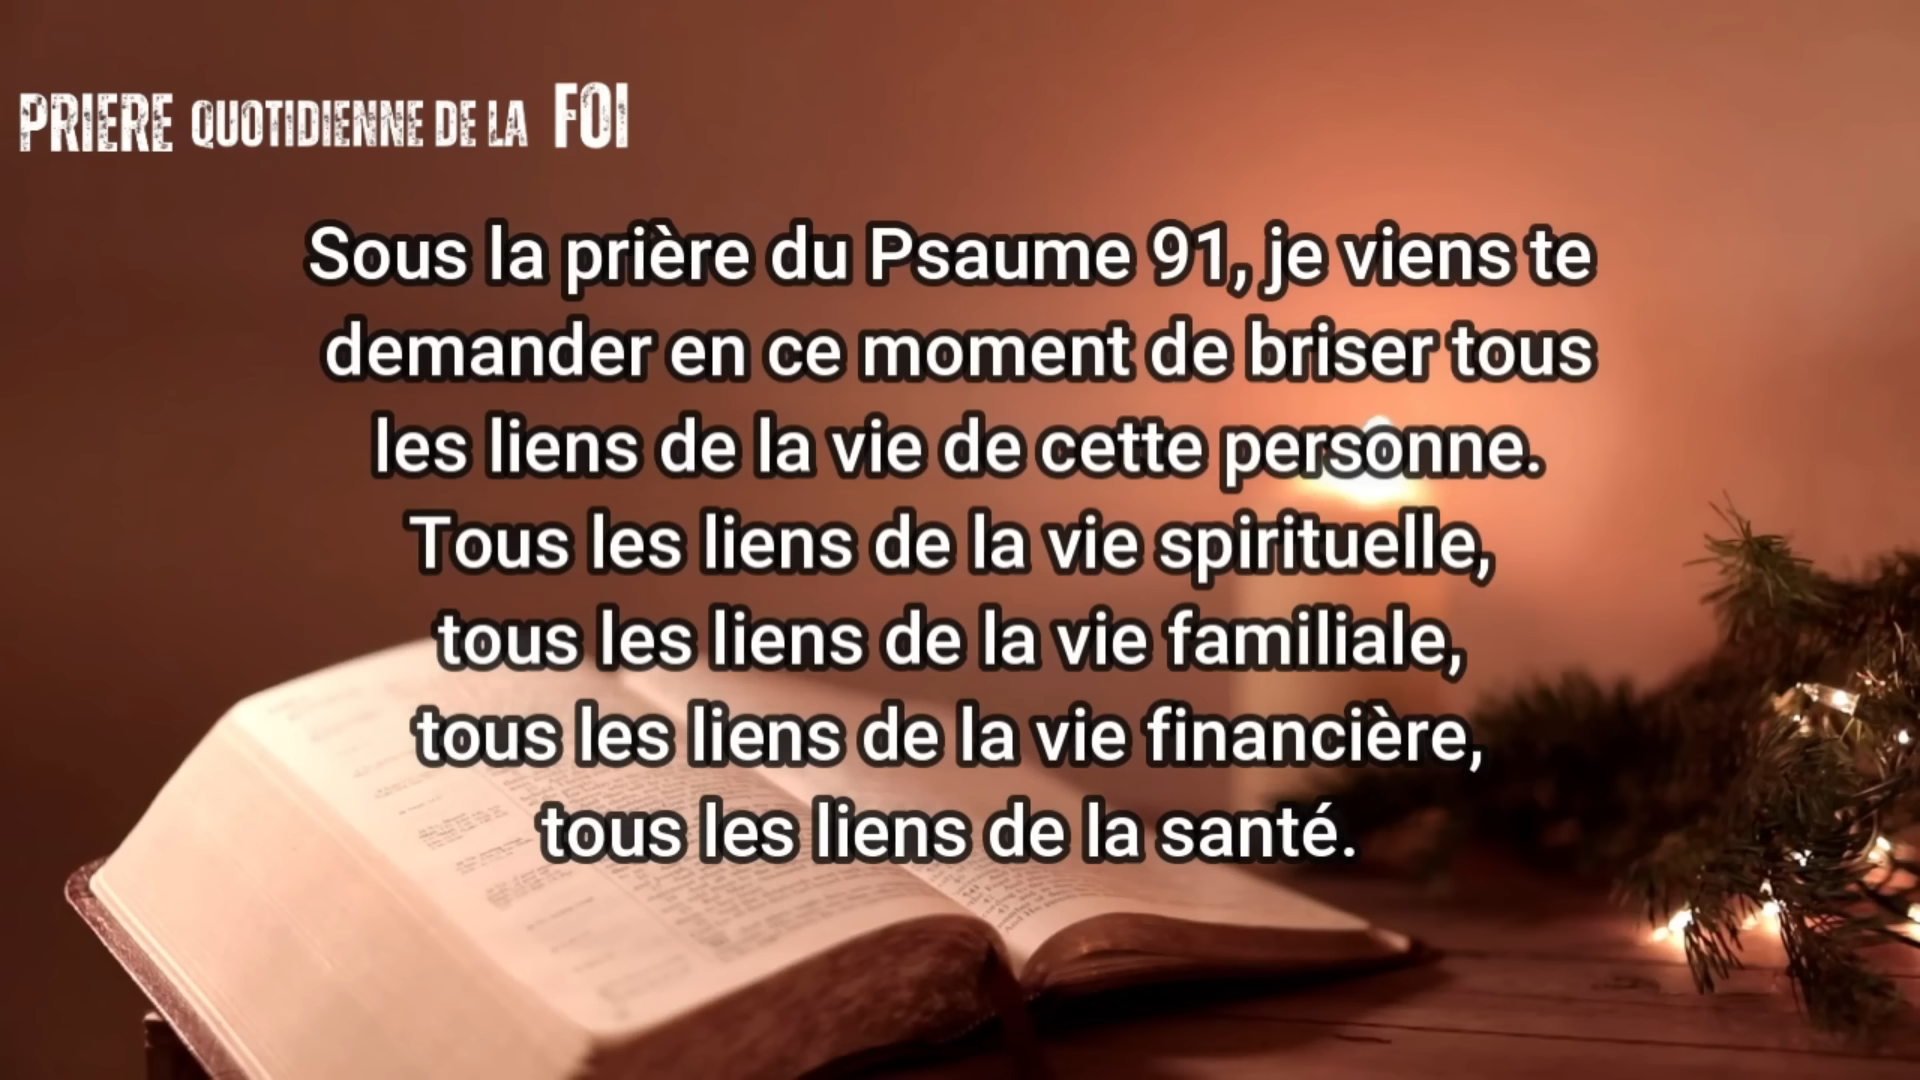 PRIERE QUOTIDIENNE DE LA FOI
Sous la prière du Psaume 91, je viens te
demander en ce moment de briser tous
les liens de la vie de cette personne.
Tous les liens de la vie spirituelle,
tous les liens de la vie familiale,
tous les liens de la vie financière,
tous les liens de la santé.